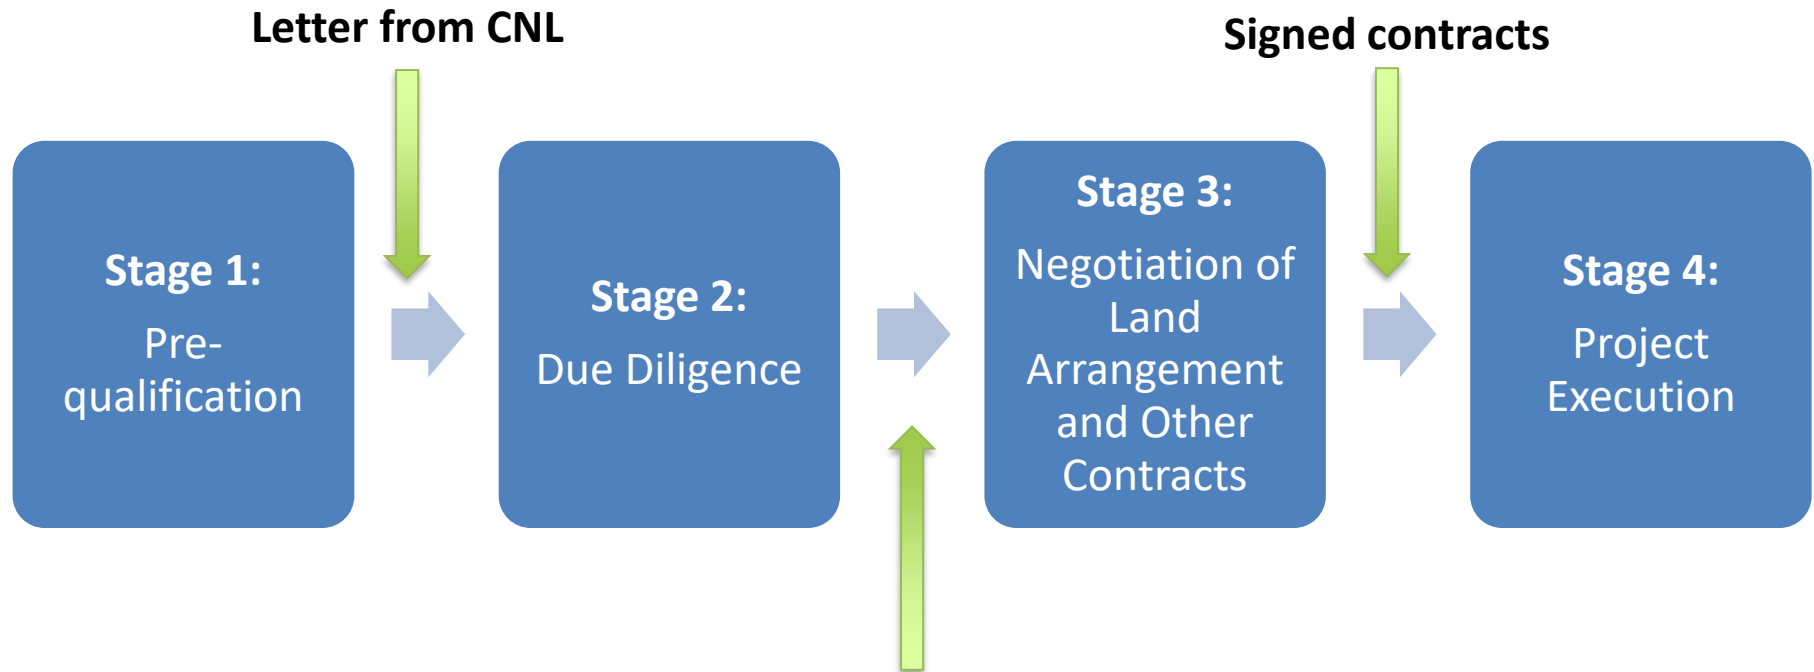 Letter from CNL
Signed contracts
Stage 1:
Pre-
qualification
Stage 2:
Due Diligence
Stage 3:
Negotiation of
Land
Arrangement
and Other
Contracts
Stage 4:
Project
Execution